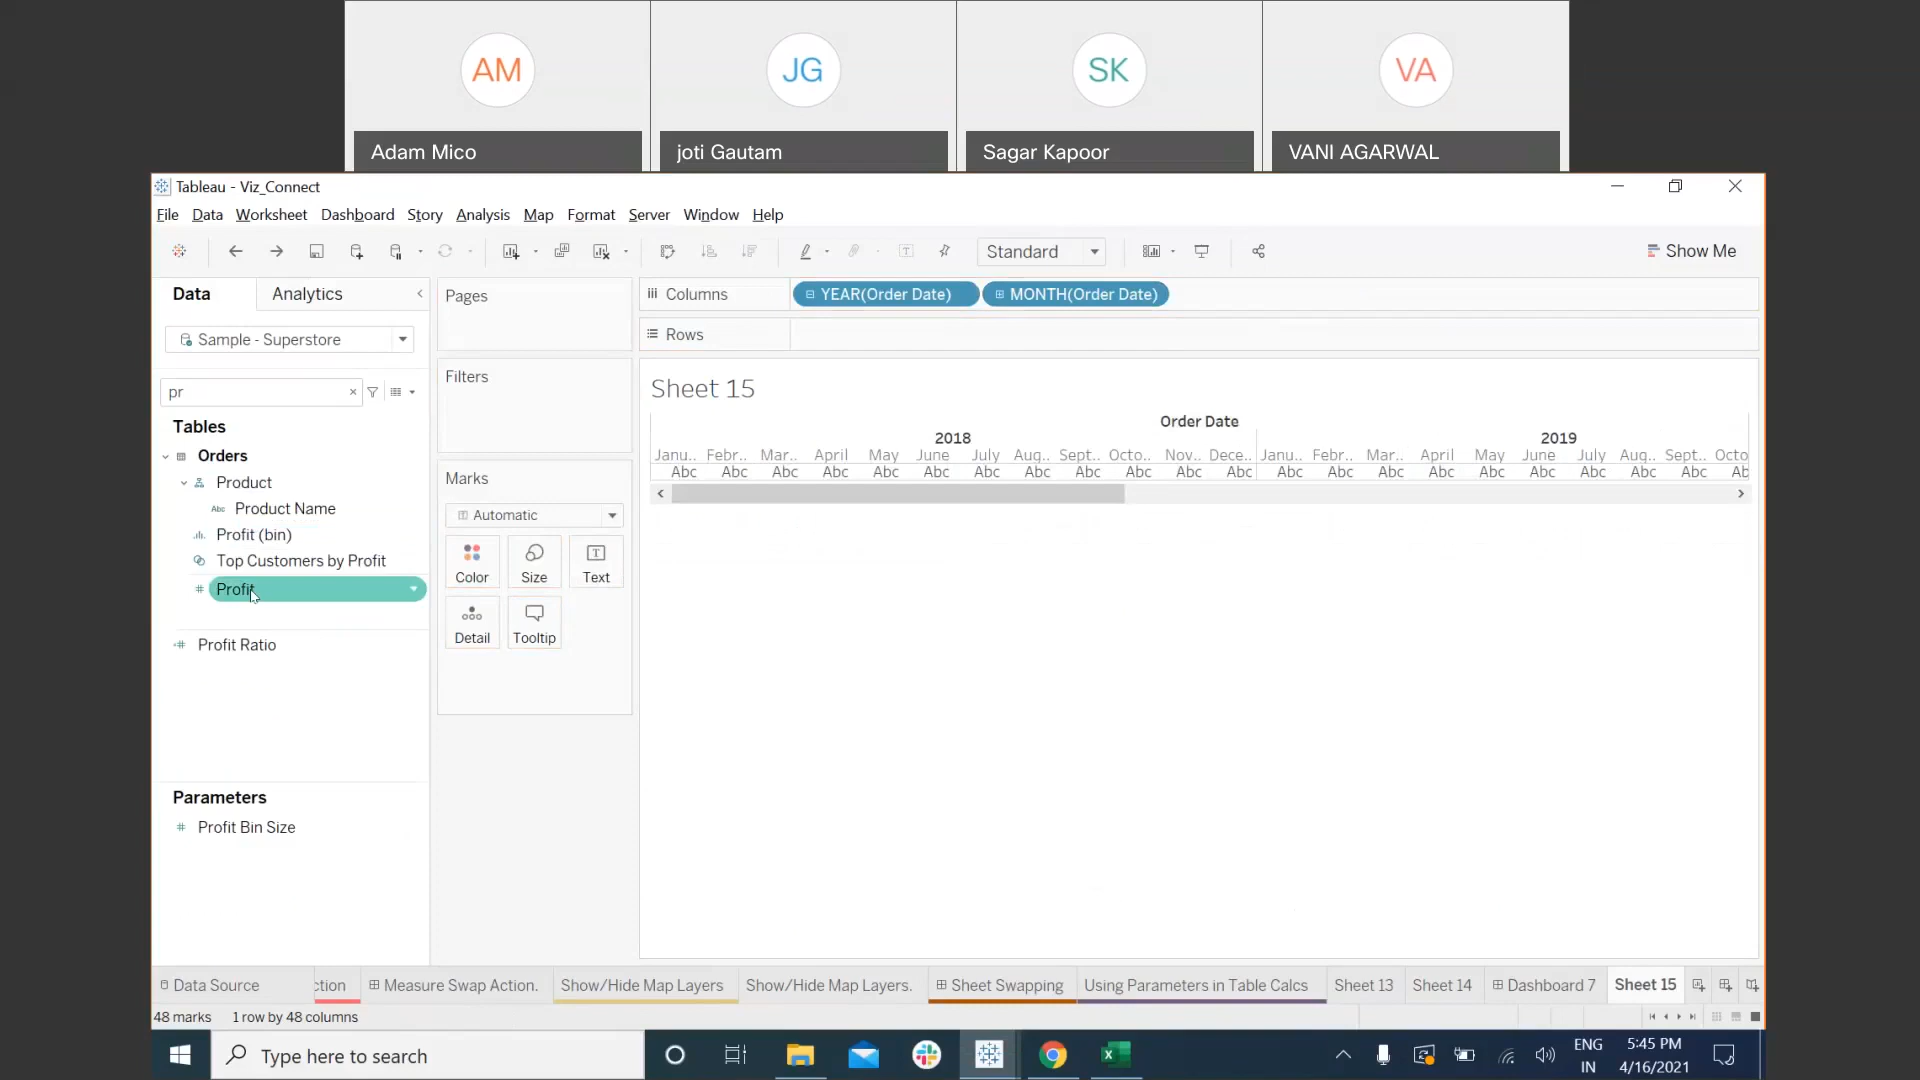 AM
JG
SK
VA
Adam Mico
joti Gautam
Sagar Kapoor
VANI AGARWAL
Tableau - Viz_Connect
File Data Worksheet Dashboard Story Analysis Map Format Server Window Help
Standard
Show Me
Data
Analytics
Sample - Superstore
pr
Tables
Orders
Product
Abc Product Name
Profit (bin)
Top Customers by Profit
# Profit
Profit Ratio
Parameters
# Profit Bin Size
Pages
Filters
Marks
Automatic
Color
Size
Text
Detail
Tooltip
Columns
YEAR(Order Date)
MONTH(Order Date)
Rows
Sheet 15
Order Date
2018 2019
Janu.. Febr.. Mar.. April May June July Aug.. Sept.. Octo.. Nov.. Dece.. Janu.. Febr.. Mar.. April May June July Aug.. Sept.. Octo
Abc Abc Abc Abc Abc Abc Abc Abc Abc Abc Abc Abc Abc Abc Abc Abc Abc Abc Abc Abc Abc Ab
Data Source
ction
Measure Swap Action.
Show/Hide Map Layers
Show/Hide Map Layers.
Sheet Swapping
Using Parameters in Table Calcs
Sheet 13
Sheet 14
Dashboard 7
Sheet 15
48 marks 1 row by 48 columns
Type here to search
ENG
IN
5:45 PM
4/16/2021